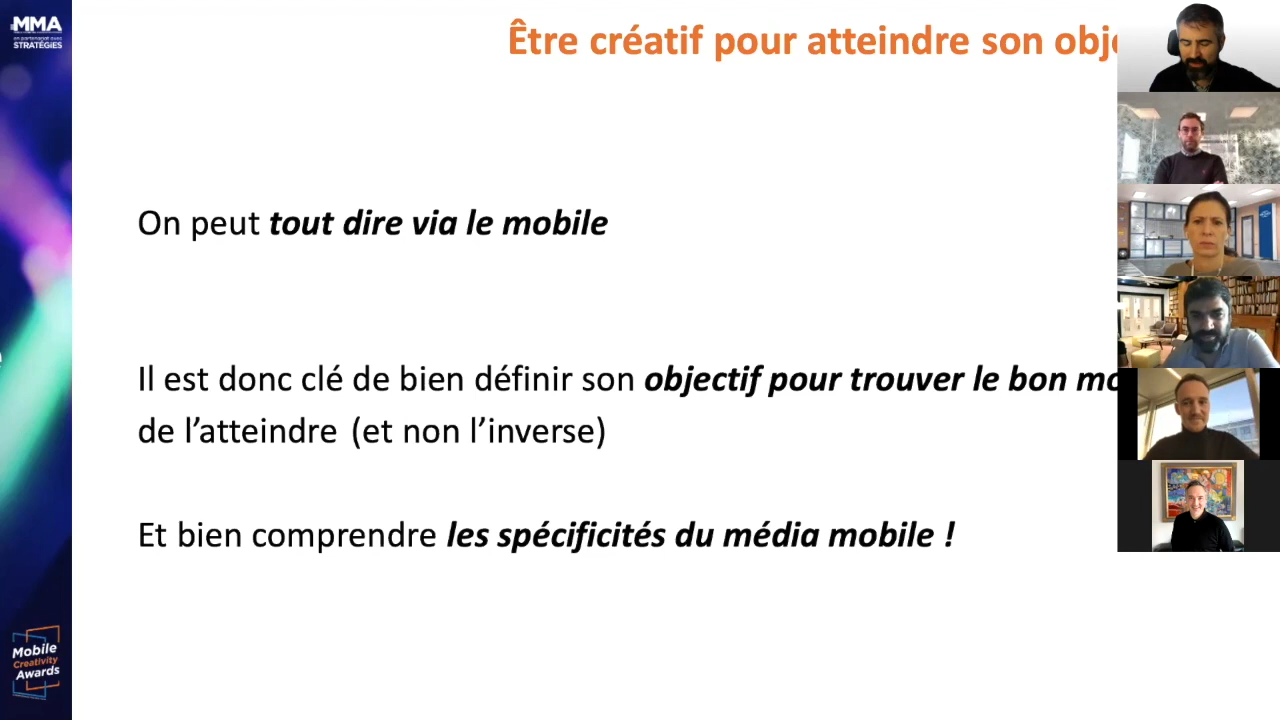 MMA
en partenariat avec
STRATÉGIES
Être créatif pour atteindre son obje
On peut tout dire via le mobile
Il est donc clé de bien définir son objectif pour trouver le bon mo
de l’atteindre (et non l’inverse)
Et bien comprendre les spécificités du média mobile !
Mobile
Creativity
Awards